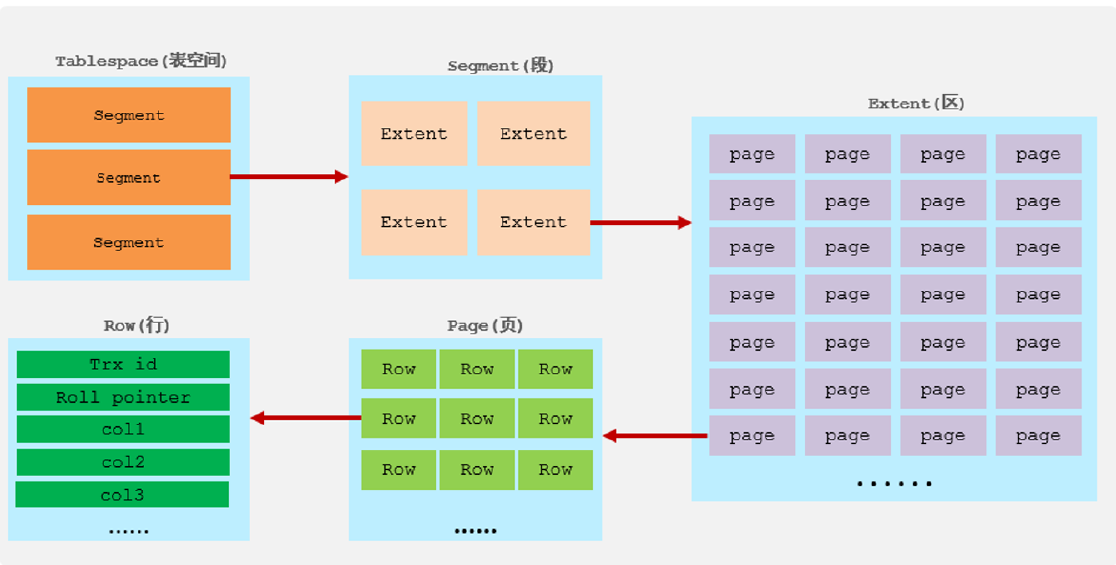 Tablespace(表空间)
Segment
Segment
Segment
Segment(段)
Extent Extent
Extent Extent
Extent(区)
page page page page
page page page page
page page page page
page page page page
page page page page
page page page page
page page page page
......
Row(行)
Trx id
Roll pointer
col1
col2
col3
......
Page(页)
Row Row Row
Row Row Row
Row Row Row
......